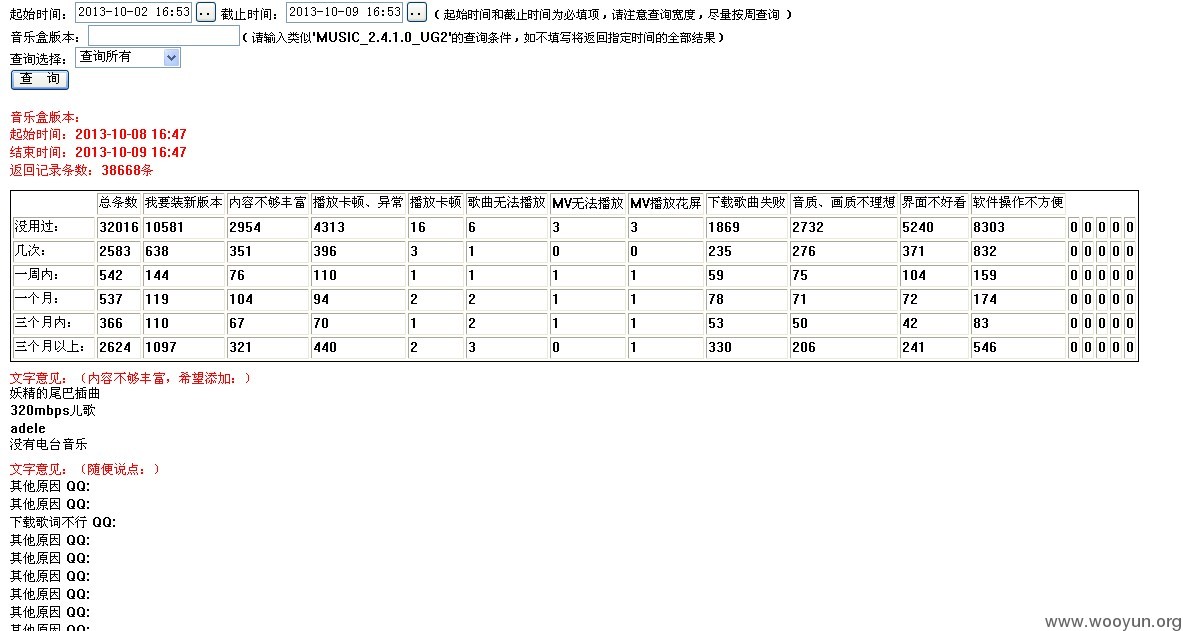 起始时间: 2013-10-02 16:53 .. 截止时间: 2013-10-09 16:53 .. ( 起始时间和截止时间为必填项，请注意查询宽度，尽量按周查询 )
音乐盒版本: ( 请输入类似'MUSIC_2.4.1.0_UG2'的查询条件，如不填写将返回指定时间的全部结果 )
查询选择: 查询所有
查 询
音乐盒版本:
起始时间: 2013-10-08 16:47
结束时间: 2013-10-09 16:47
返回记录条数: 38668条
总条数 我要装新版本 内容不够丰富 播放卡顿、异常 播放卡顿 歌曲无法播放 MV无法播放 MV播放花屏 下载歌曲失败 音质、画质不理想 界面不好看 软件操作不方便
没用过: 32016 10581 2954 4313 16 6 3 3 1869 2732 5240 8303 0 0 0 0 0
几次: 2583 638 351 396 3 1 0 0 235 276 371 832 0 0 0 0 0
一周内: 542 144 76 110 1 1 1 1 59 75 104 159 0 0 0 0 0
一个月: 537 119 104 94 2 2 1 1 78 71 72 174 0 0 0 0 0
三个月内: 366 110 67 70 1 2 1 1 53 50 42 83 0 0 0 0 0
三个月以上: 2624 1097 321 440 2 3 0 1 330 206 241 546 0 0 0 0 0
文字意见: （内容不够丰富，希望添加: ）
妖精的尾巴插曲
320mbps儿歌
adele
没有电台音乐
文字意见: （随便说点: ）
其他原因 QQ:
其他原因 QQ:
下载歌词不行 QQ:
其他原因 QQ:
其他原因 QQ:
其他原因 QQ:
其他原因 QQ:
其他原因 QQ:
其他原因 QQ:
www.wooyun.org